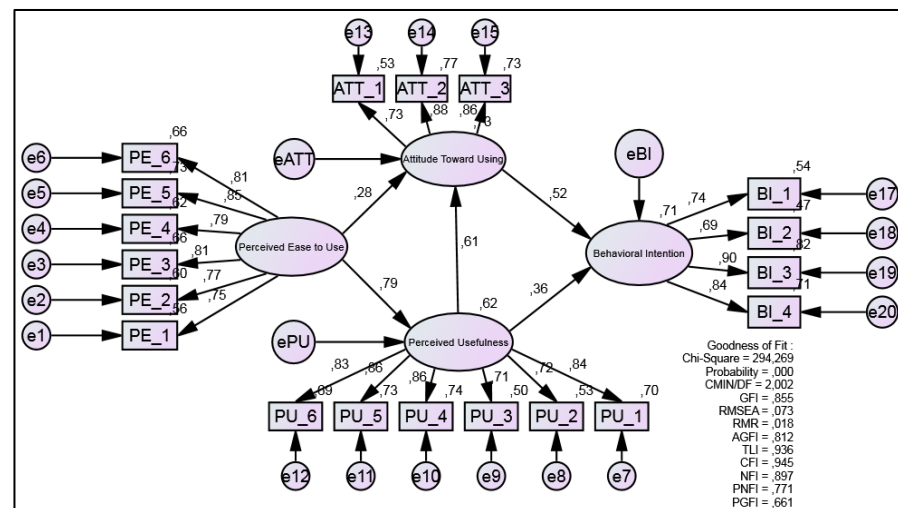 e13
e14
e15
,53
,77
,73
ATT_1
ATT_2
ATT_3
,73
,88
,86
,73
eATT
Attitude Toward Using
e6
PE_6
,66
e5
PE_5
,73
e4
PE_4
,62
e3
PE_3
,66
e2
PE_2
,60
e1
PE_1
,56
,81
,85
,79
,81
,77
,75
Perceived Ease to Use
,28
,79
,61
,52
,36
eBI
,71
Behavioral Intention
,74
,69
,90
,84
,54
BI_1
e17
,47
BI_2
e18
,82
BI_3
e19
,71
BI_4
e20
ePU
,62
Perceived Usefulness
,83
,86
,86
,71
,72
,84
,69
,73
,74
,50
,53
,70
PU_6
PU_5
PU_4
PU_3
PU_2
PU_1
e12
e11
e10
e9
e8
e7
Goodness of Fit :
Chi-Square = 294,269
Probability = ,000
CMIN/DF = 2,002
GFI = ,855
RMSEA = ,073
RMR = ,018
AGFI = ,812
TLI = ,936
CFI = ,945
NFI = ,897
PNFI = ,771
PGFI = ,661